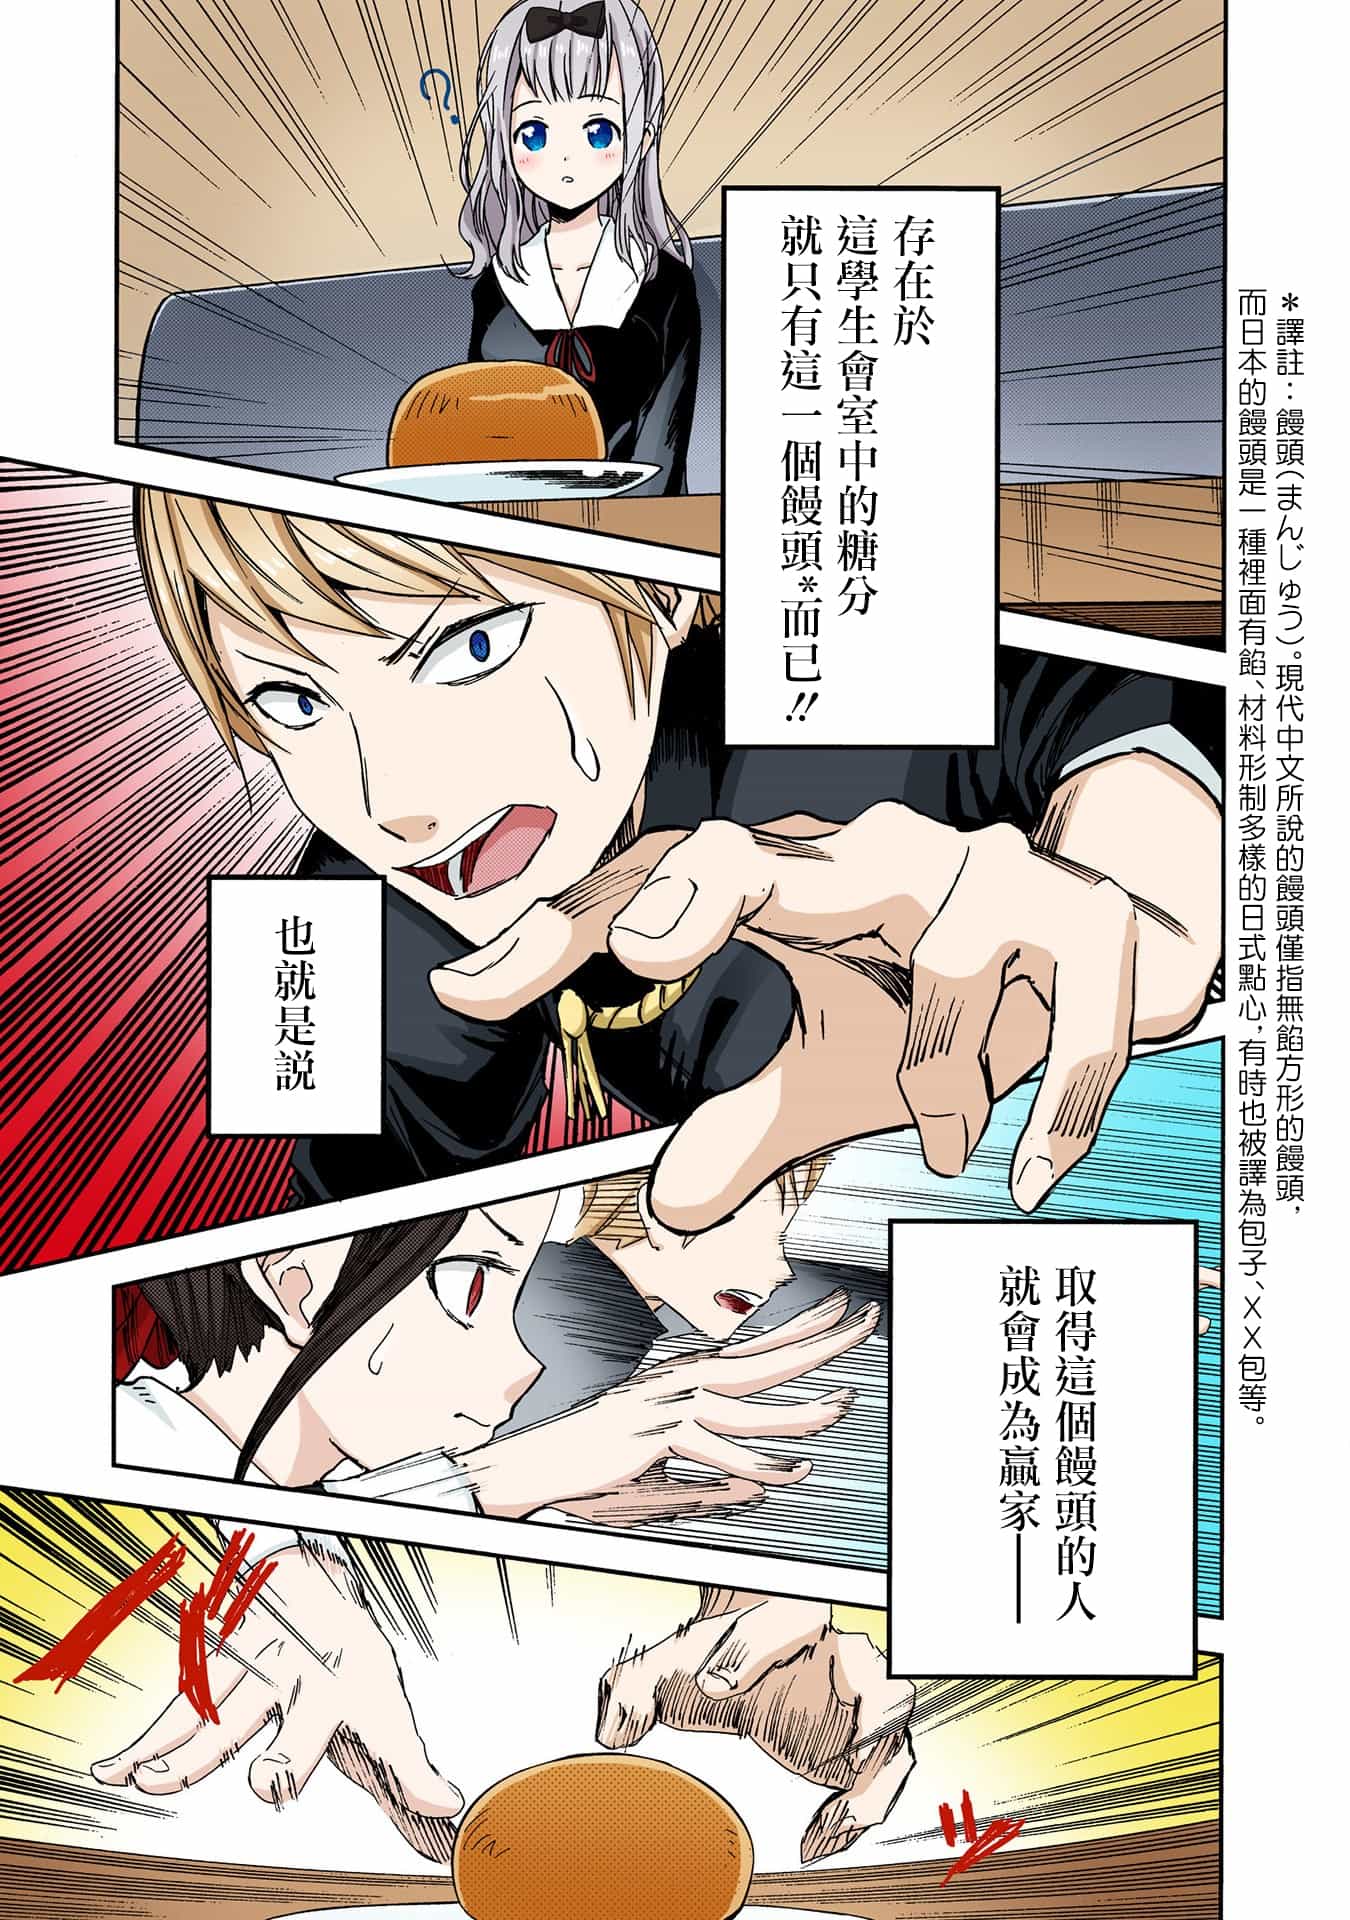 ＊譯註：饅頭（まんじゅう）。現代中文所說的饅頭僅指無餡方形的饅頭，
而日本的饅頭是一種裡面有餡、材料形制多樣的日式點心，有時也被譯為包子、ＸＸ包等。
？
存在於
這學生會室中的糖分
就只有這一個饅頭＊而已！！
也就是説
取得這個饅頭的人
就會成為贏家——
バッ
ッ